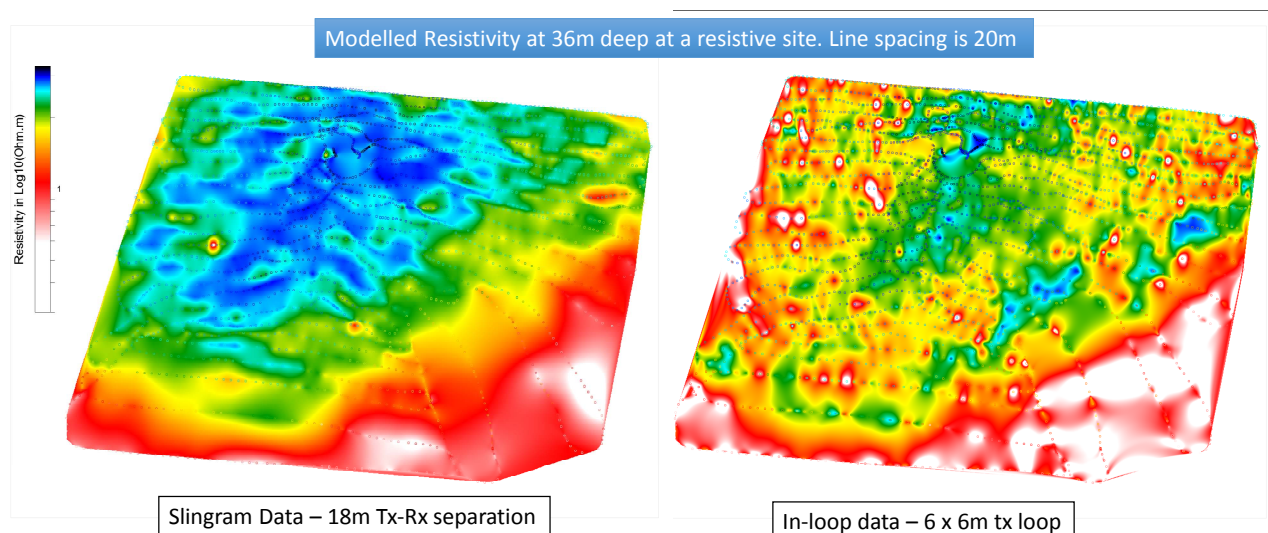 Modelled Resistivity at 36m deep at a resistive site. Line spacing is 20m
Resistivity in Log10(Ohm.m)
1
Slingram Data – 18m Tx-Rx separation
In-loop data – 6 x 6m tx loop